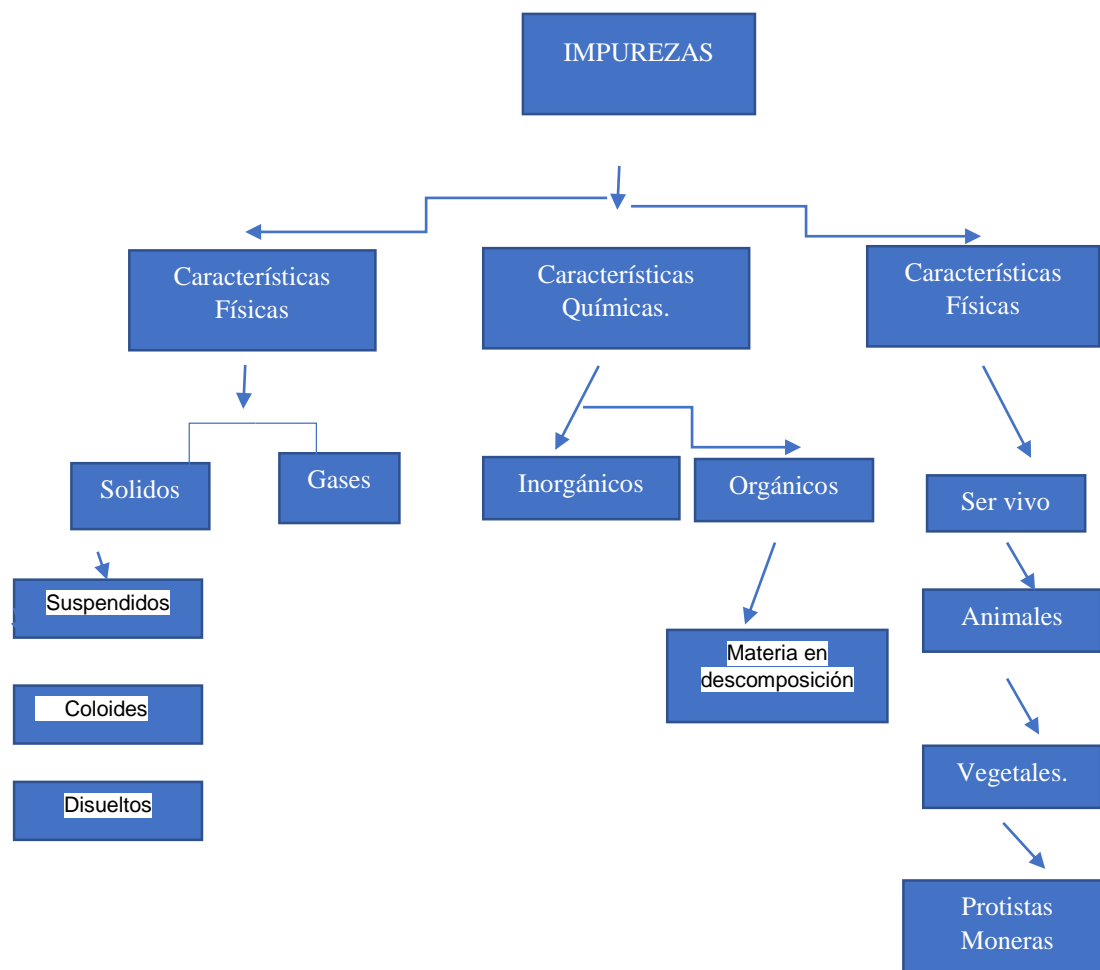 IMPUREZAS
Características
Físicas
Características
Químicas.
Características
Físicas
Solidos
Gases
Inorgánicos
Orgánicos
Ser vivo
Suspendidos
Animales
Materia en
descomposición
Coloides
Vegetales.
Disueltos
Protistas
Moneras